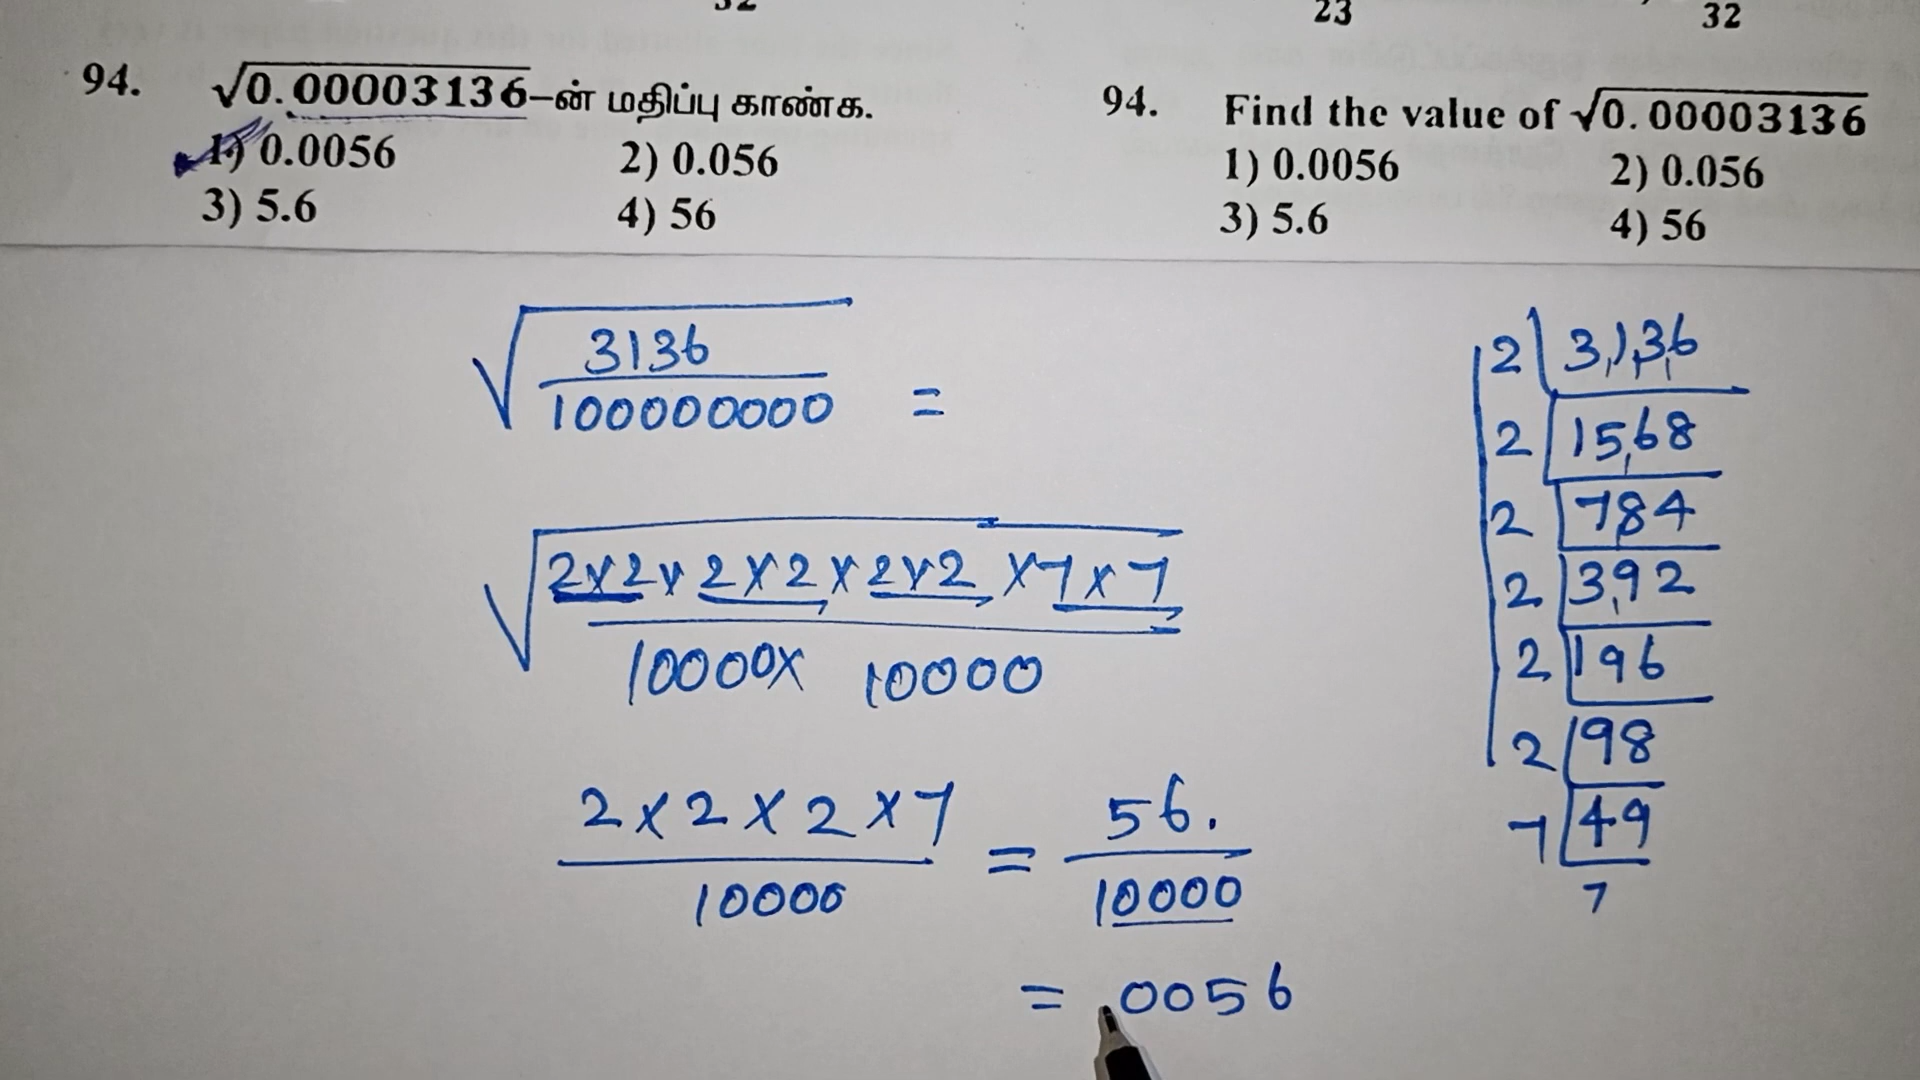 23
32
94. √0.00003136–ன் மதிப்பு காண்க.
1) 0.0056 2) 0.056
3) 5.6 4) 56
94. Find the value of √0.00003136
1) 0.0056 2) 0.056
3) 5.6 4) 56
√3136
100000000 =
√2×2×2×2×2×2×7×7
10000× 10000
2×2×2×7 = 56.
10000 10000
= .0056
2 3136
2 1568
2 784
2 392
2 196
2 98
7 49
7